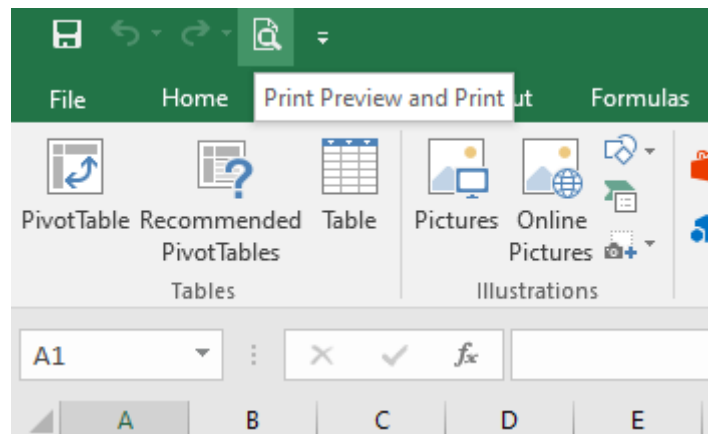 File Home Print Preview and Print ut Formulas
PivotTable Recommended PivotTables Table Pictures Online Pictures
Tables Illustrations
A1 fx
A B C D E